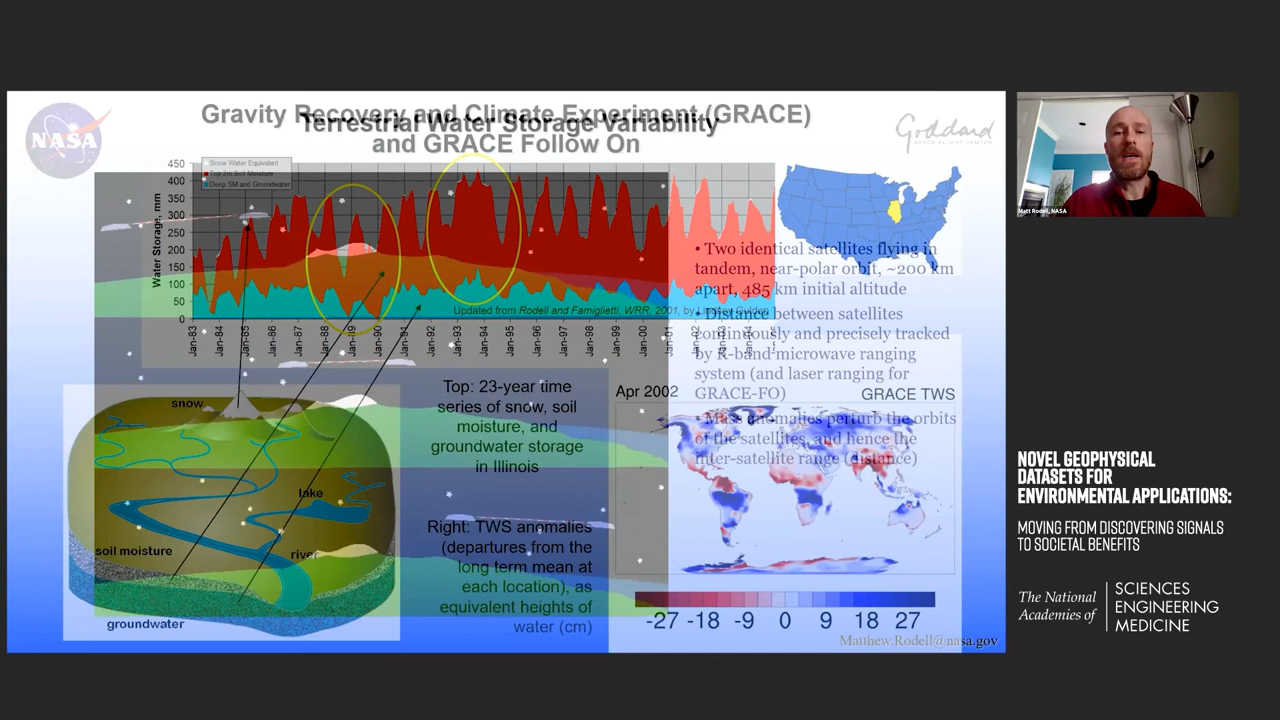 Gravity Recovery and Climate Experiment (GRACE)
Terrestrial Water Storage Variability
and GRACE Follow On
NASA
Goddard
SPACE FLIGHT CENTER
Snow Water Equivalent
Top 2m Soil Moisture
Deep SM and Groundwater
Water Storage, mm
450
400
350
300
250
200
150
100
50
0
Jan-83
Jan-84
Jan-85
Jan-86
Jan-87
Jan-88
Jan-89
Jan-90
Jan-91
Jan-92
Jan-93
Jan-94
Jan-95
Jan-96
Jan-97
Jan-98
Jan-99
Jan-00
Jan-01
Jan-02
Jan-03
Jan-04
Updated from Rodell and Famiglietti, WRR, 2001, by Lindsey Gulden
• Two identical satellites flying in
tandem, near-polar orbit, ~200 km
apart, 485 km initial altitude
• Distance between satellites
continuously and precisely tracked
by K-band microwave ranging
system (and laser ranging for
GRACE-FO)
• Mass anomalies perturb the orbits
of the satellites, and hence the
inter-satellite range (distance)
snow
lake
soil moisture
river
groundwater
Top: 23-year time
series of snow, soil
moisture, and
groundwater storage
in Illinois
Right: TWS anomalies
(departures from the
long term mean at
each location), as
equivalent heights of
water (cm)
Apr 2002
GRACE TWS
-27 -18 -9 0 9 18 27
Matthew.Rodell@nasa.gov
Matt Rodell, NASA
NOVEL GEOPHYSICAL
DATASETS FOR
ENVIRONMENTAL APPLICATIONS:
MOVING FROM DISCOVERING SIGNALS
TO SOCIETAL BENEFITS
The National
Academies of
SCIENCES
ENGINEERING
MEDICINE